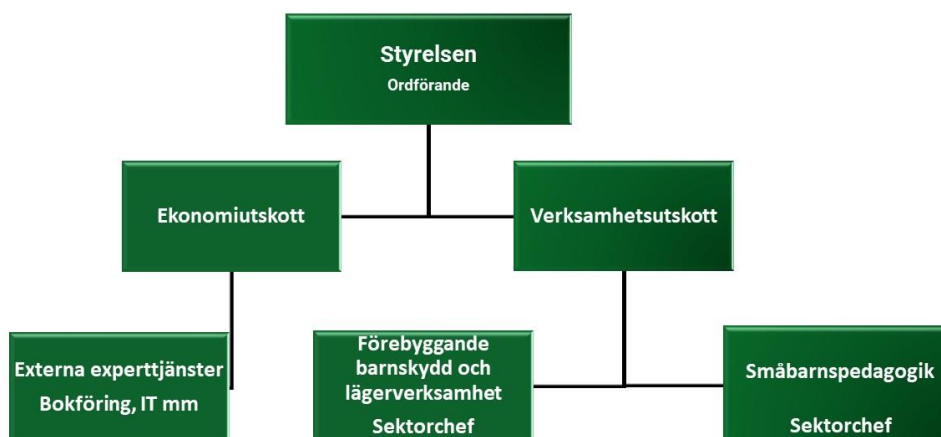 Styrelsen
Ordförande
Ekonomiutskott
Verksamhetsutskott
Externa experttjänster
Bokföring, IT mm
Förebyggande
barnskydd och
lägerverksamhet
Sektorchef
Småbarnspedagogik
Sektorchef